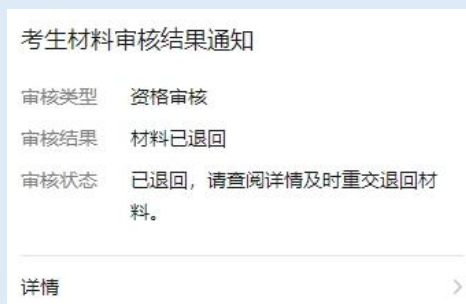 考生材料审核结果通知
审核类型 资格审核
审核结果 材料已退回
审核状态 已退回，请查阅详情及时重交退回材
料。
详情